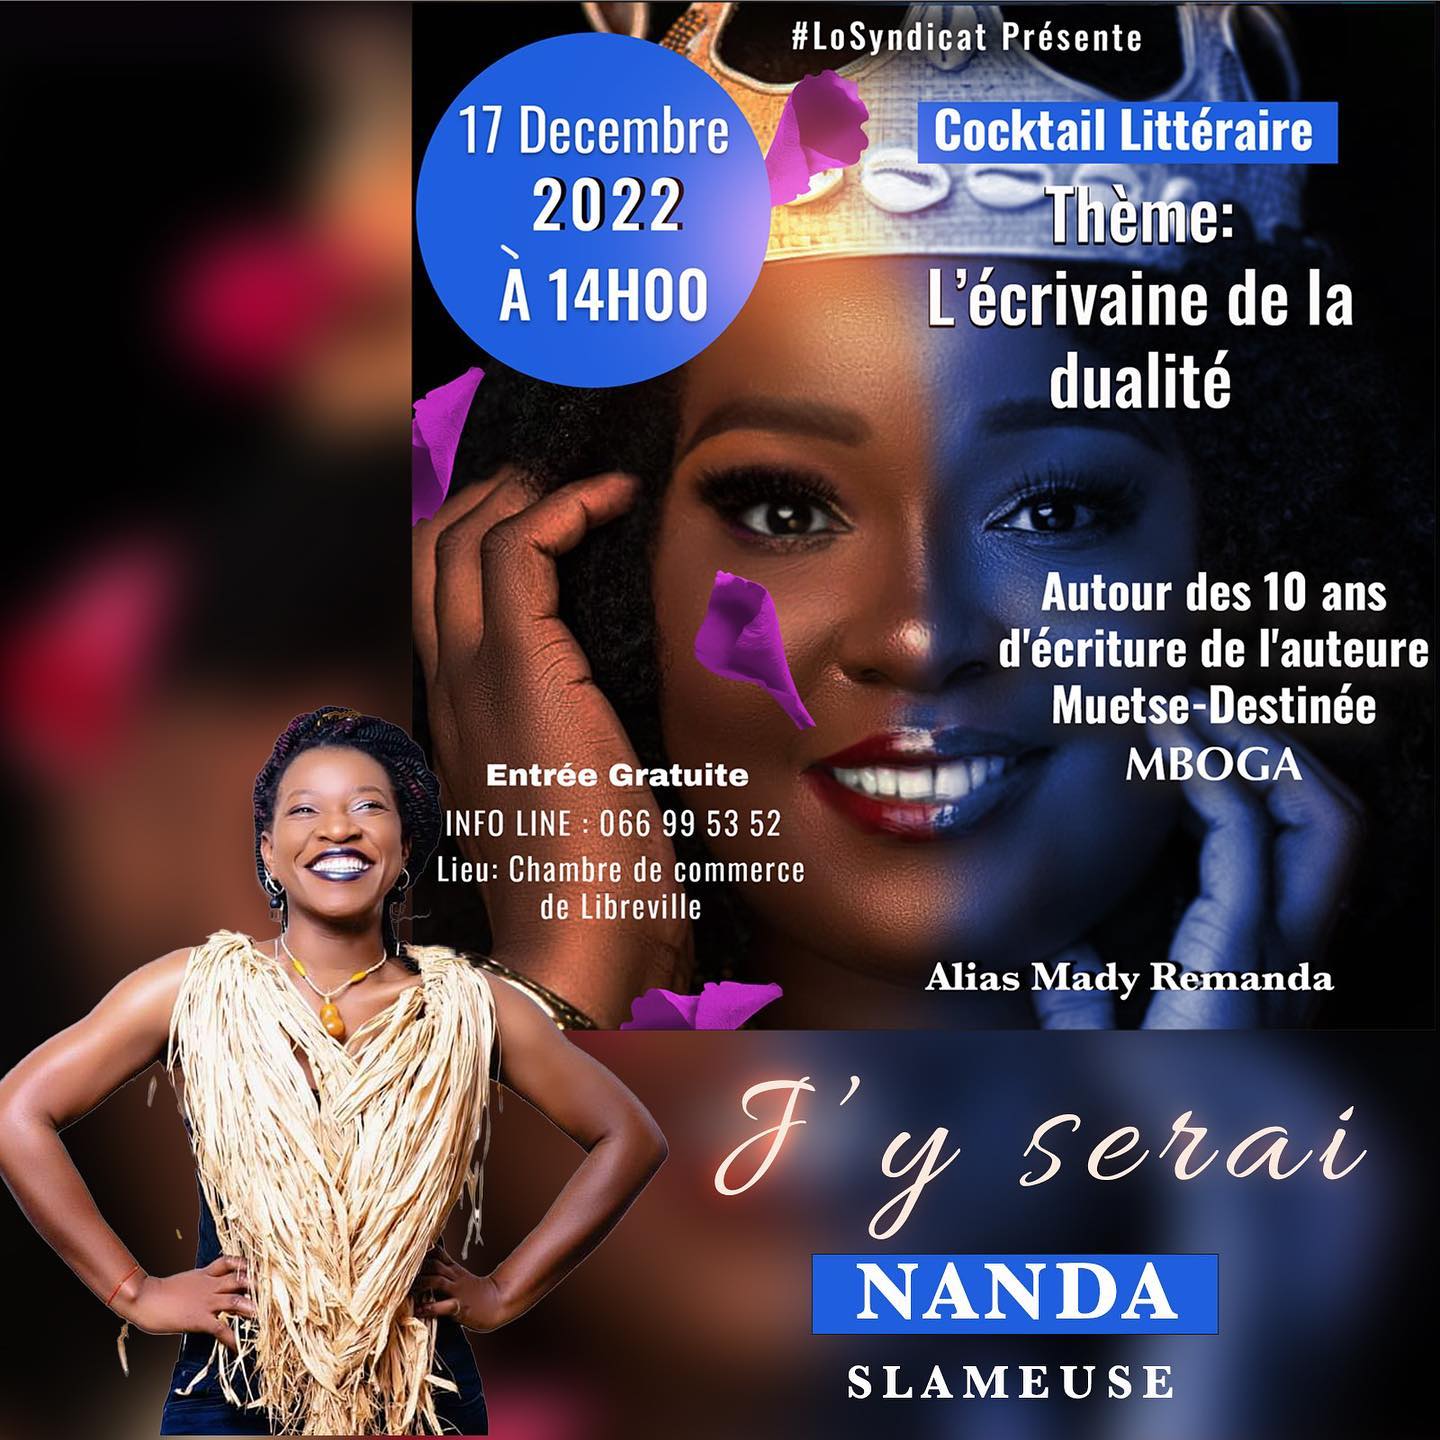 #LoSyndicat Présente
17 Decembre
2022
À 14H00
Cocktail Littéraire
Thème:
L'écrivaine de la
dualité
Autour des 10 ans
d'écriture de l'auteure
Muetse-Destinée
MBOGA
Entrée Gratuite
INFO LINE : 066 99 53 52
Lieu: Chambre de commerce
de Libreville
Alias Mady Remanda
J'y serai
NANDA
SLAMEUSE